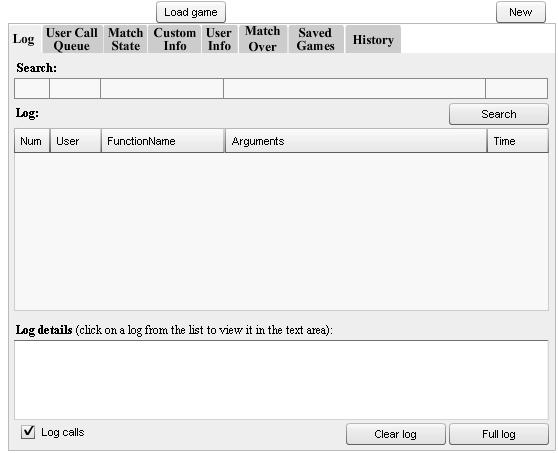 Load game New
Log User Call Queue Match State Custom Info User Info Match Over Saved Games History
Search:
Log: Search
Num User FunctionName Arguments Time
Log details (click on a log from the list to view it in the text area):
Log calls Clear log Full log